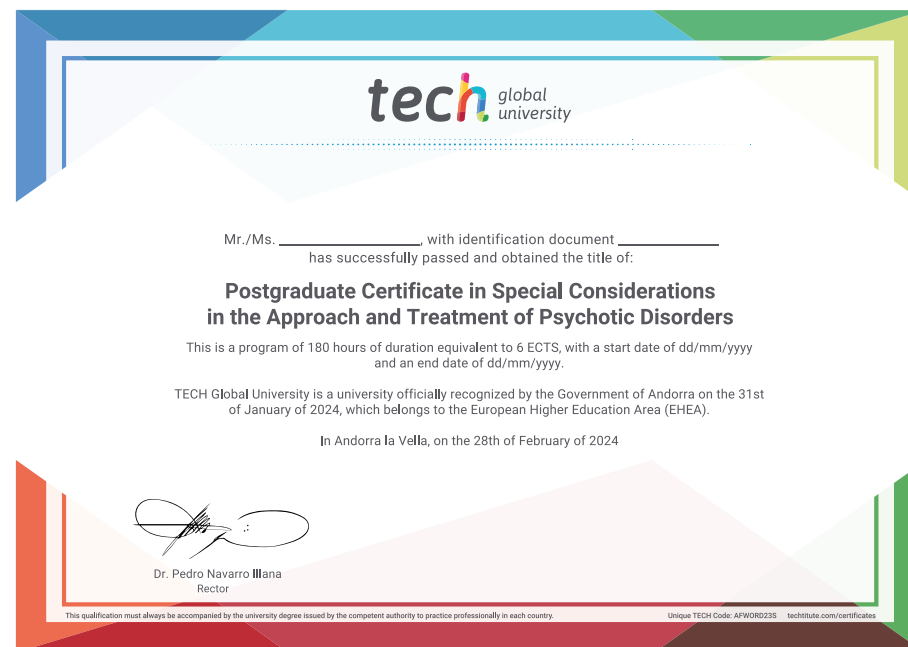 tech global
university
Mr./Ms. ____________, with identification document ____________
has successfully passed and obtained the title of:
Postgraduate Certificate in Special Considerations
in the Approach and Treatment of Psychotic Disorders
This is a program of 180 hours of duration equivalent to 6 ECTS, with a start date of dd/mm/yyyy
and an end date of dd/mm/yyyy.
TECH Global University is a university officially recognized by the Government of Andorra on the 31st
of January of 2024, which belongs to the European Higher Education Area (EHEA).
In Andorra la Vella, on the 28th of February of 2024
Dr. Pedro Navarro Illana
Rector
This qualification must always be accompanied by the university degree issued by the competent authority to practice professionally in each country.
Unique TECH Code: AFWORD23S techtitute.com/certificates